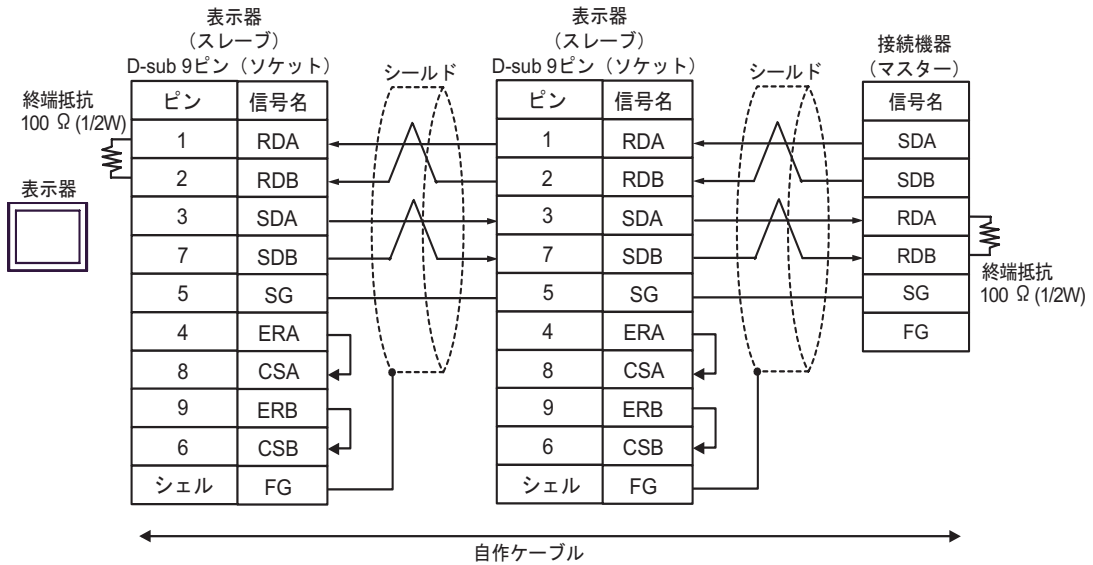 表示器
（スレーブ）
D-sub 9ピン（ソケット）
表示器
（スレーブ）
D-sub 9ピン（ソケット）
接続機器
（マスター）
シールド
シールド
終端抵抗
100 Ω (1/2W)
表示器
ピン 信号名
1 RDA
2 RDB
3 SDA
7 SDB
5 SG
4 ERA
8 CSA
9 ERB
6 CSB
シェル FG
ピン 信号名
1 RDA
2 RDB
3 SDA
7 SDB
5 SG
4 ERA
8 CSA
9 ERB
6 CSB
シェル FG
信号名
SDA
SDB
RDA
RDB
SG
FG
終端抵抗
100 Ω (1/2W)
自作ケーブル